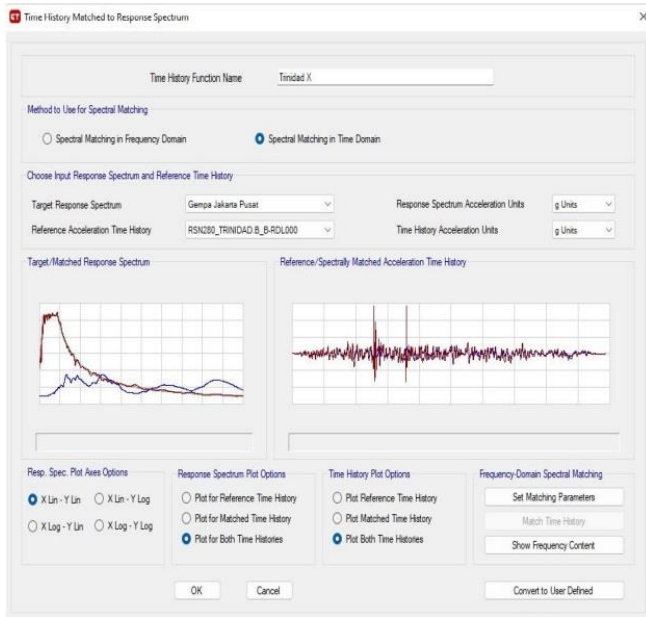 ET Time History Matched to Response Spectrum
Time History Function Name Trinidad X
Method to Use for Spectral Matching
Spectral Matching in Frequency Domain Spectral Matching in Time Domain
Choose Input Response Spectrum and Reference Time History
Target Response Spectrum Gempa Jakarta Pusat Response Spectrum Acceleration Units g Units
Reference Acceleration Time History RSN280_TRINIDAD.B_B-RDL000 Time History Acceleration Units g Units
Target/Matched Response Spectrum Reference/Spectrally Matched Acceleration Time History
Resp. Spec. Plot Axes Options Response Spectrum Plot Options Time History Plot Options Frequency-Domain Spectral Matching
X Lin - Y Lin X Lin - Y Log Plot for Reference Time History Plot Reference Time History Set Matching Parameters
X Log - Y Lin X Log - Y Log Plot for Matched Time History Plot Matched Time History Match Time History
Plot for Both Time Histories Plot Both Time Histories Show Frequency Content
OK Cancel Convert to User Defined